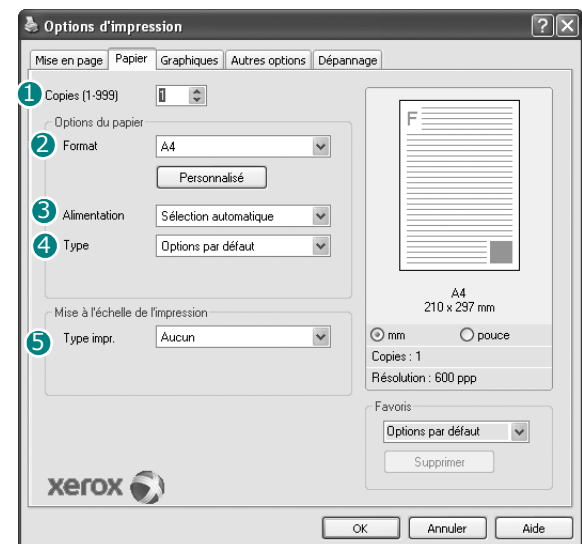 Options d'impression
Mise en page Papier Graphiques Autres options Dépannage
1 Copies (1-999) 1
Options du papier
2 Format A4
Personnalisé
3 Alimentation Sélection automatique
4 Type Options par défaut
Mise à l'échelle de l'impression
5 Type impr. Aucun
F
A4
210 x 297 mm
mm pouce
Copies : 1
Résolution : 600 ppp
Favoris
Options par défaut
Supprimer
xerox
OK Annuler Aide